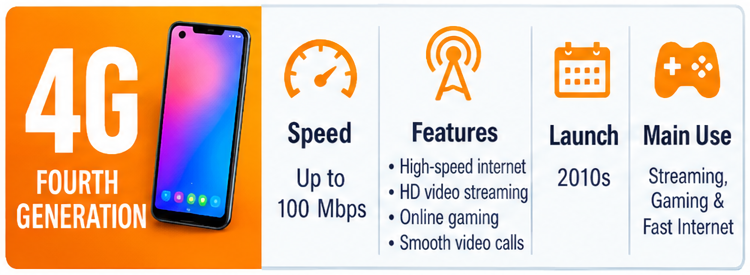 4G
FOURTH
GENERATION
Speed
Up to
100 Mbps
Features
• High-speed internet
• HD video streaming
• Online gaming
• Smooth video calls
Launch
2010s
Main Use
Streaming,
Gaming &
Fast Internet